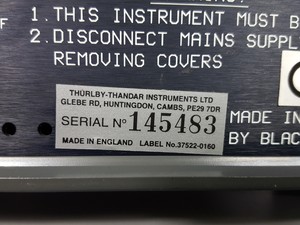 1. THIS INSTRUMENT MUST B
F
2. DISCONNECT MAINS SUPPL
REMOVING COVERS
THURLBY-THANDAR INSTRUMENTS LTD
GLEBE RD, HUNTINGDON, CAMBS, PE29 7DR
SERIAL Nº 145483
MADE IN ENGLAND LABEL No.37522-0160
MADE IN
BY BLAC